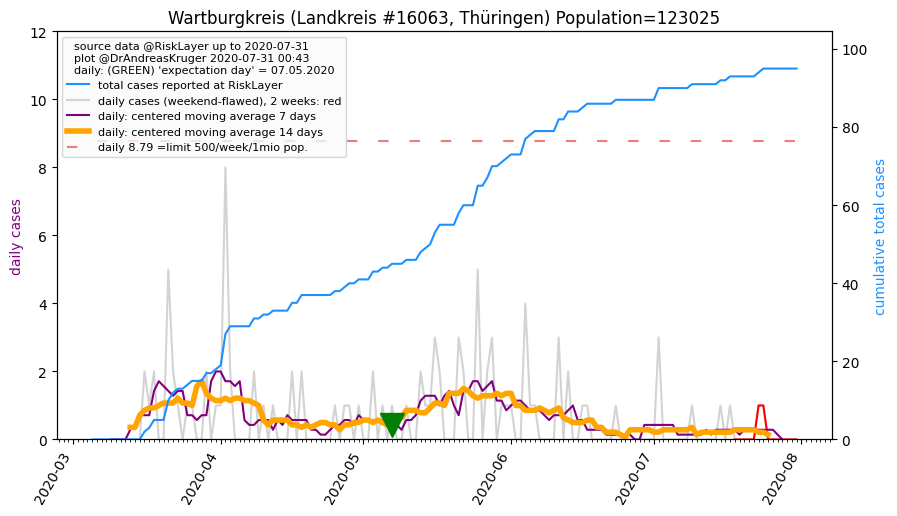 Wartburgkreis (Landkreis #16063, Thüringen) Population=123025
source data @RiskLayer up to 2020-07-31
plot @DrAndreasKruger 2020-07-31 00:43
daily: (GREEN) 'expectation day' = 07.05.2020
total cases reported at RiskLayer
daily cases (weekend-flawed), 2 weeks: red
daily: centered moving average 7 days
daily: centered moving average 14 days
daily 8.79 =limit 500/week/1mio pop.
daily cases
0
2
4
6
8
10
12
cumulative total cases
0
20
40
60
80
100
2020-03
2020-04
2020-05
2020-06
2020-07
2020-08